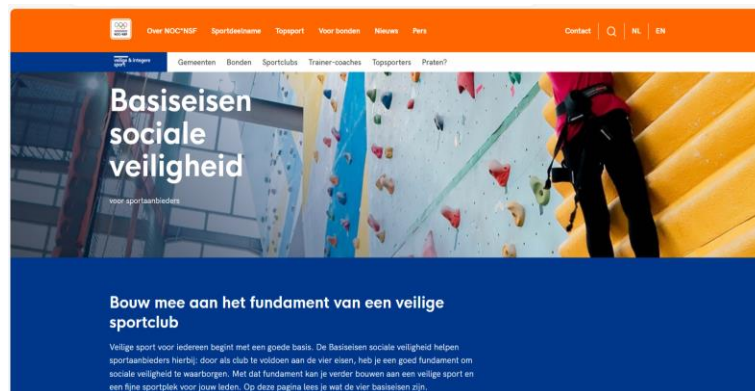 NOC*NSF
Over NOC*NSF Sportdeelname Topsport Voor bonden Nieuws Pers Contact NL EN
veilige & integere
sport
Gemeenten Bonden Sportclubs Trainer-coaches Topsporters Praten?
Basiseisen
sociale
veiligheid
voor sportaanbieders
Bouw mee aan het fundament van een veilige
sportclub
Veilige sport voor iedereen begint met een goede basis. De Basiseisen sociale veiligheid helpen
sportaanbieders hierbij: door als club te voldoen aan de vier eisen, heb je een goed fundament om
sociale veiligheid te waarborgen. Met dat fundament kan je verder bouwen aan een veilige sport en
een fijne sportplek voor jouw leden. Op deze pagina lees je wat de vier basiseisen zijn.